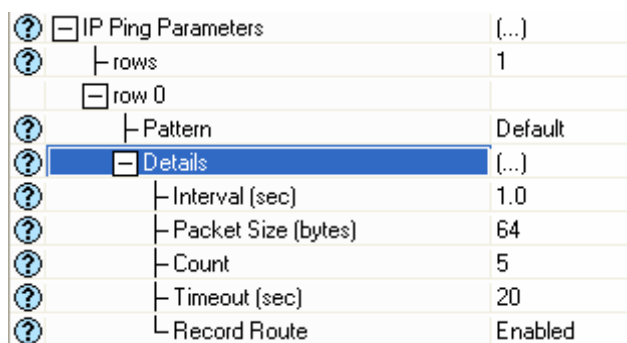 IP Ping Parameters (...)
rows 1
row 0
Pattern Default
Details (...)
Interval (sec) 1.0
Packet Size (bytes) 64
Count 5
Timeout (sec) 20
Record Route Enabled